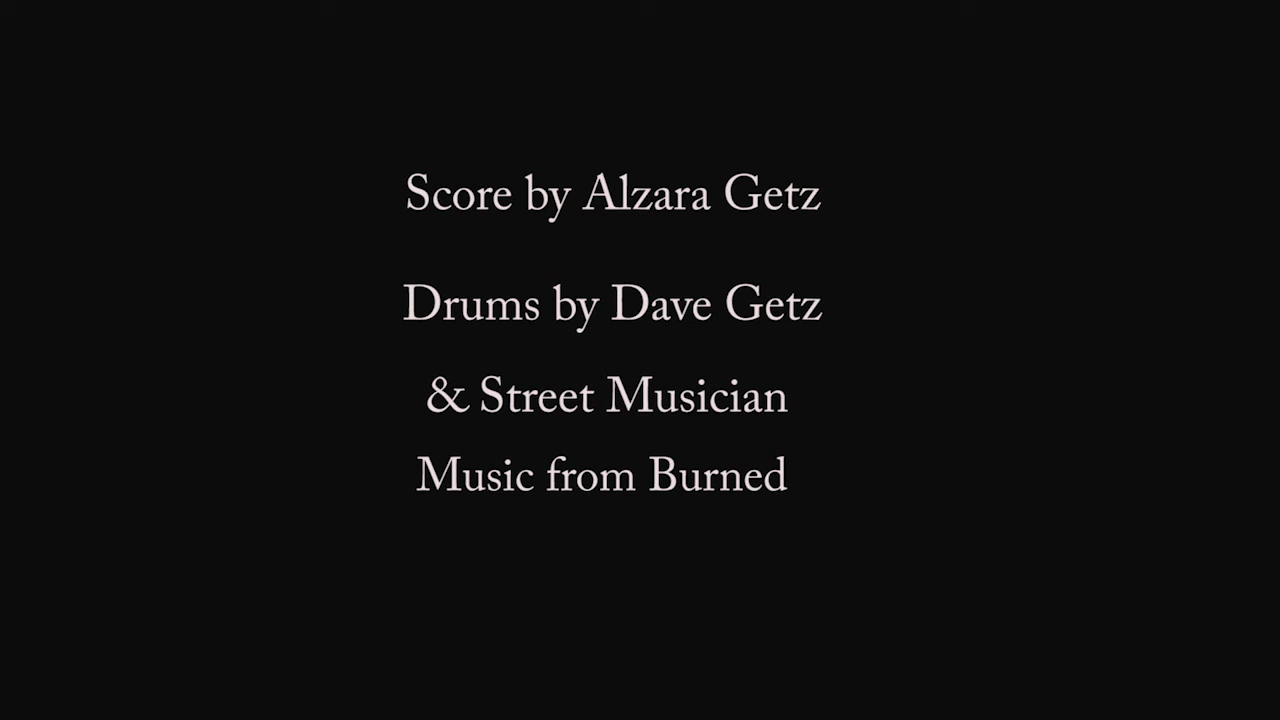 Score by Alzara Getz
Drums by Dave Getz
& Street Musician
Music from Burned